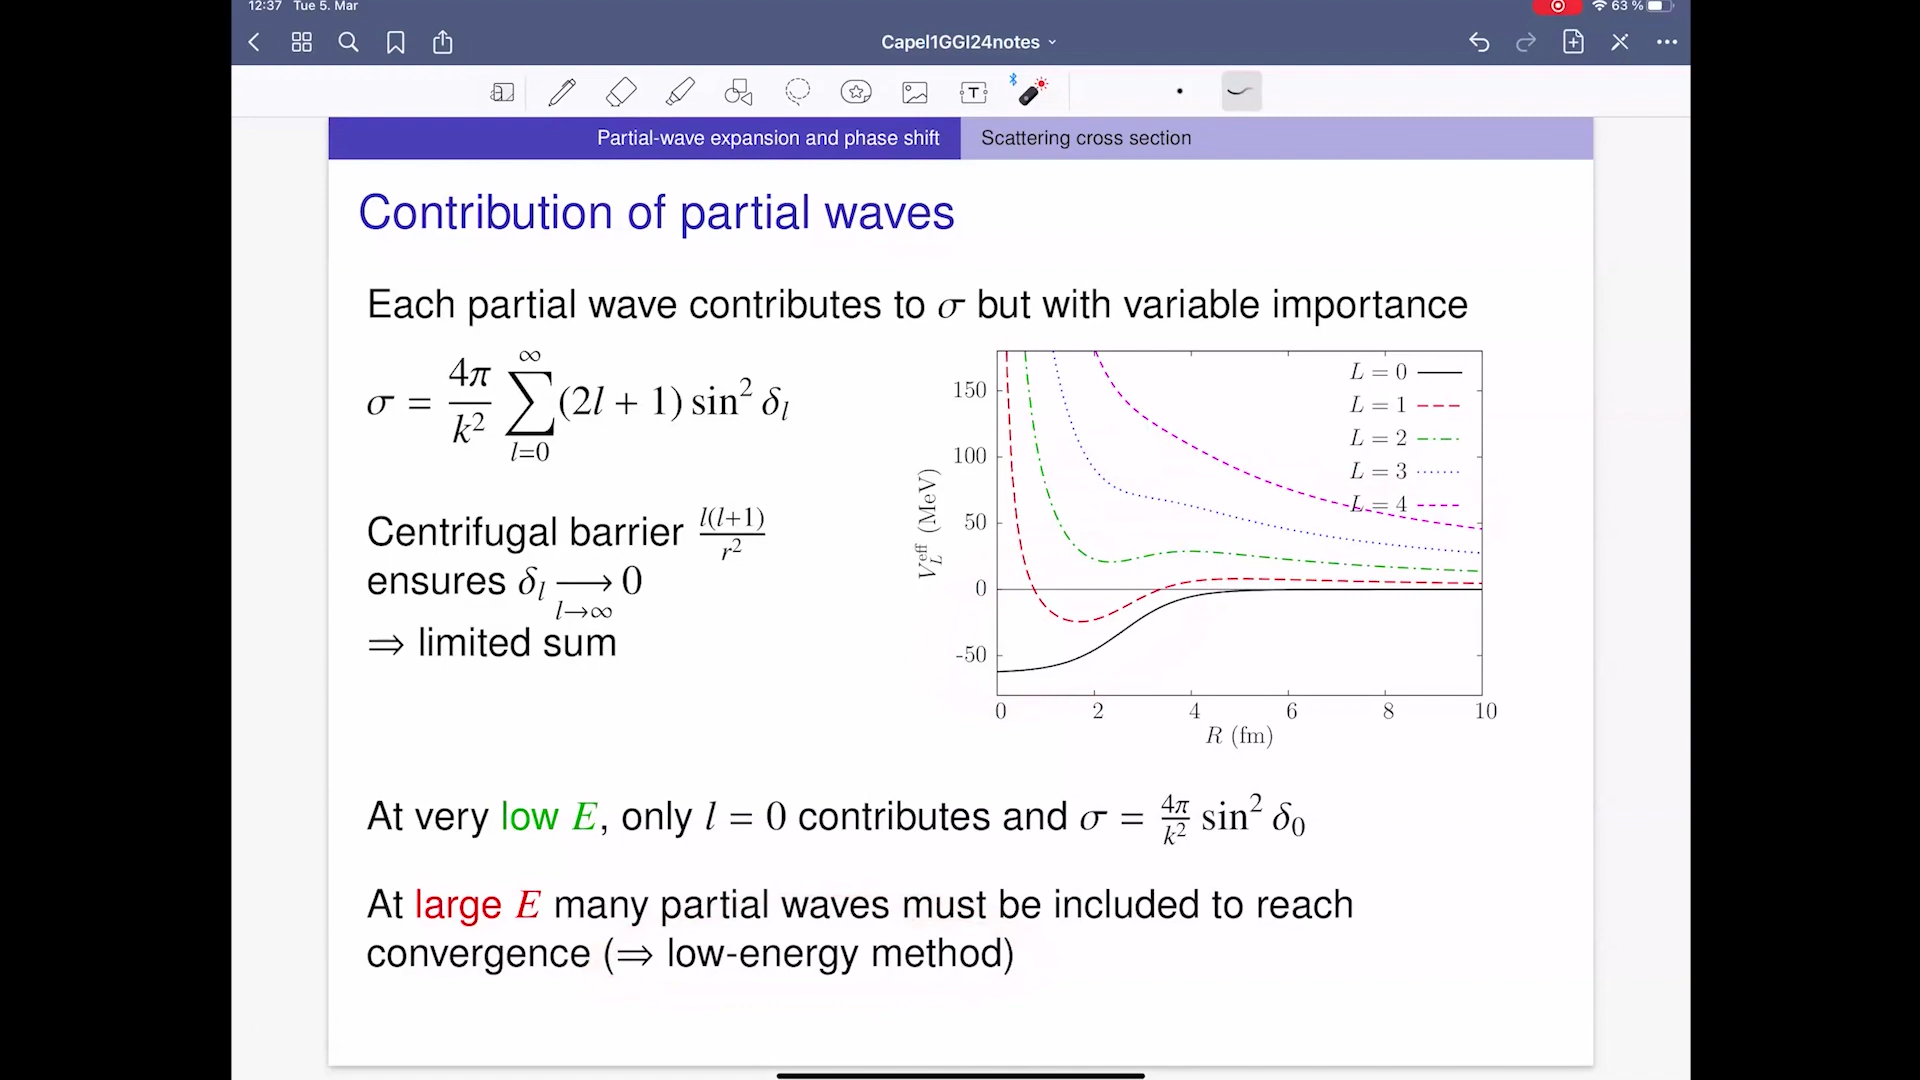 12:37 Tue 5. Mar
63 %
Capel1GGI24notes
Partial-wave expansion and phase shift
Scattering cross section
Contribution of partial waves
Each partial wave contributes to σ but with variable importance
σ = 4π/k² ∑_{l=0}^{∞} (2l + 1) sin² δ_l
Centrifugal barrier l(l+1)/r²
ensures δ_l ⟶_{l→∞} 0
⇒ limited sum
L = 0
L = 1
L = 2
L = 3
L = 4
150
100
50
0
-50
V_L^eff (MeV)
0 2 4 6 8 10
R (fm)
At very low E, only l = 0 contributes and σ = 4π/k² sin² δ₀
At large E many partial waves must be included to reach
convergence (⇒ low-energy method)